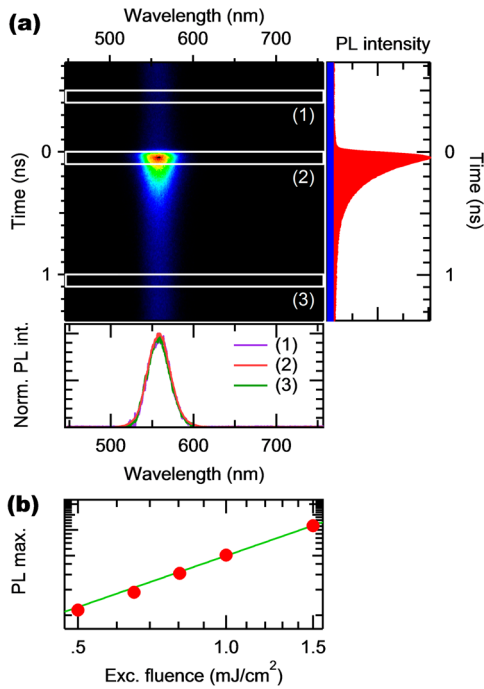 Wavelength (nm)
(a)
500 600 700
PL intensity
(1)
0
(2)
0
Time (ns)
Time (ns)
1
(3)
1
Norm. PL int.
(1)
(2)
(3)
500 600 700
Wavelength (nm)
(b)
PL max.
.5 1.0 1.5
Exc. fluence (mJ/cm²)